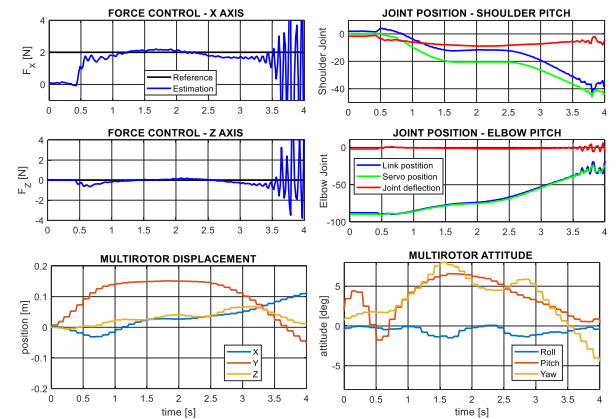 FORCE CONTROL - X AXIS
F_X
4
2
0
Reference
Estimation
0 0.5 1 1.5 2 2.5 3 3.5 4
JOINT POSITION - SHOULDER PITCH
Shoulder Joint
0
-20
-40
0 0.5 1 1.5 2 2.5 3 3.5 4
FORCE CONTROL - Z AXIS
F_Z
4
2
0
-2
-4
0 0.5 1 1.5 2 2.5 3 3.5 4
JOINT POSITION - ELBOW PITCH
Elbow Joint
0
-50
-100
Link position
Servo position
Joint deflection
0 0.5 1 1.5 2 2.5 3 3.5 4
MULTIROTOR DISPLACEMENT
position [m]
0.2
0.1
0
-0.1
-0.2
X
Y
Z
0 0.5 1 1.5 2 2.5 3 3.5 4
time [s]
MULTIROTOR ATTITUDE
attitude [deg]
5
0
-5
Roll
Pitch
Yaw
0 0.5 1 1.5 2 2.5 3 3.5 4
time [s]